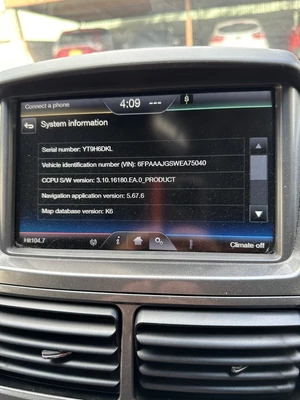 Connect a phone
4:09 ---
System information
Serial number: YT9H6DKL
Vehicle identification number (VIN): 6FPAAAJGSWEA75040
CCPU S/W version: 3.10.16180.EA.0_PRODUCT
Navigation application version: 5.67.6
Map database version: K6
Hit104.7
Climate off